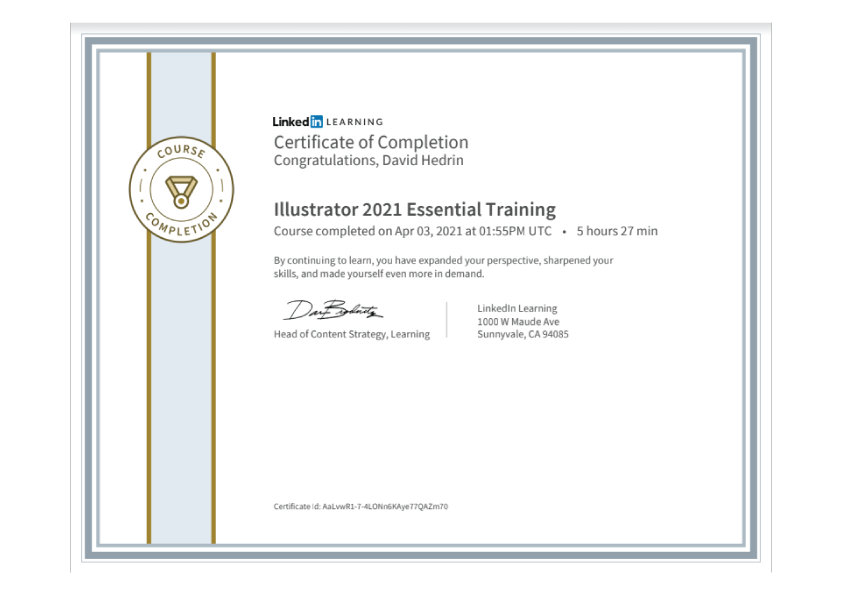 COURSE
COMPLETION
Linked in LEARNING
Certificate of Completion
Congratulations, David Hedrin
Illustrator 2021 Essential Training
Course completed on Apr 03, 2021 at 01:55PM UTC • 5 hours 27 min
By continuing to learn, you have expanded your perspective, sharpened your
skills, and made yourself even more in demand.
Head of Content Strategy, Learning
LinkedIn Learning
1000 W Maude Ave
Sunnyvale, CA 94085
Certificate Id: AaLvwR1-7-4LONn6KAye77QAZm70